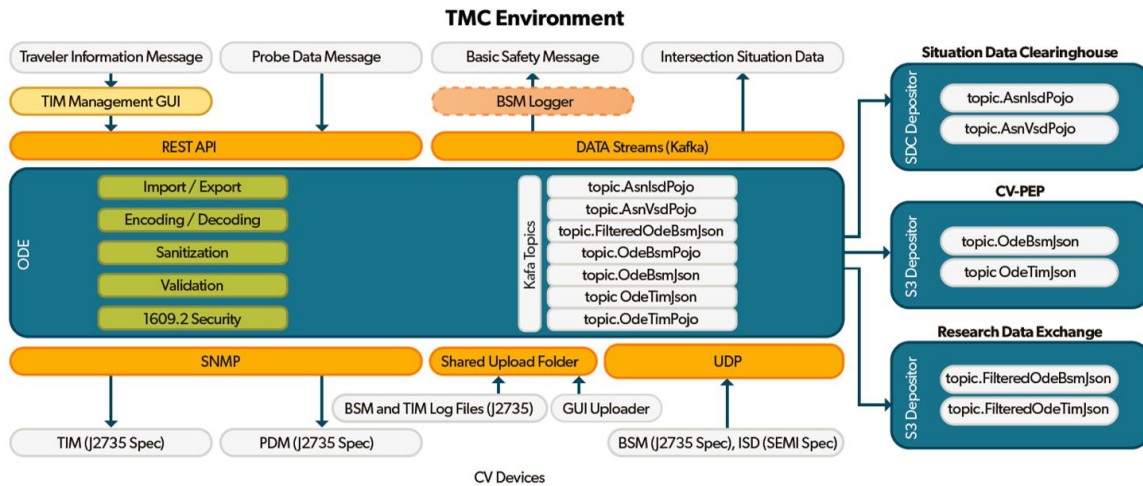 TMC Environment
Traveler Information Message
Probe Data Message
Basic Safety Message
Intersection Situation Data
TIM Management GUI
BSM Logger
REST API
DATA Streams (Kafka)
ODE
Import / Export
Encoding / Decoding
Sanitization
Validation
1609.2 Security
Kafa Topics
topic.AsnIsdPojo
topic.AsnVsdPojo
topic.FilteredOdeBsmJson
topic.OdeBsmPojo
topic.OdeBsmJson
topic OdeTimJson
topic.OdeTimPojo
SNMP
Shared Upload Folder
UDP
BSM and TIM Log Files (J2735)
GUI Uploader
TIM (J2735 Spec)
PDM (J2735 Spec)
BSM (J2735 Spec), ISD (SEMI Spec)
CV Devices
Situation Data Clearinghouse
SDC Depositor
topic.AsnIsdPojo
topic.AsnVsdPojo
CV-PEP
S3 Depositor
topic.OdeBsmJson
topic OdeTimJson
Research Data Exchange
S3 Depositor
topic.FilteredOdeBsmJson
topic.FilteredOdeTimJson